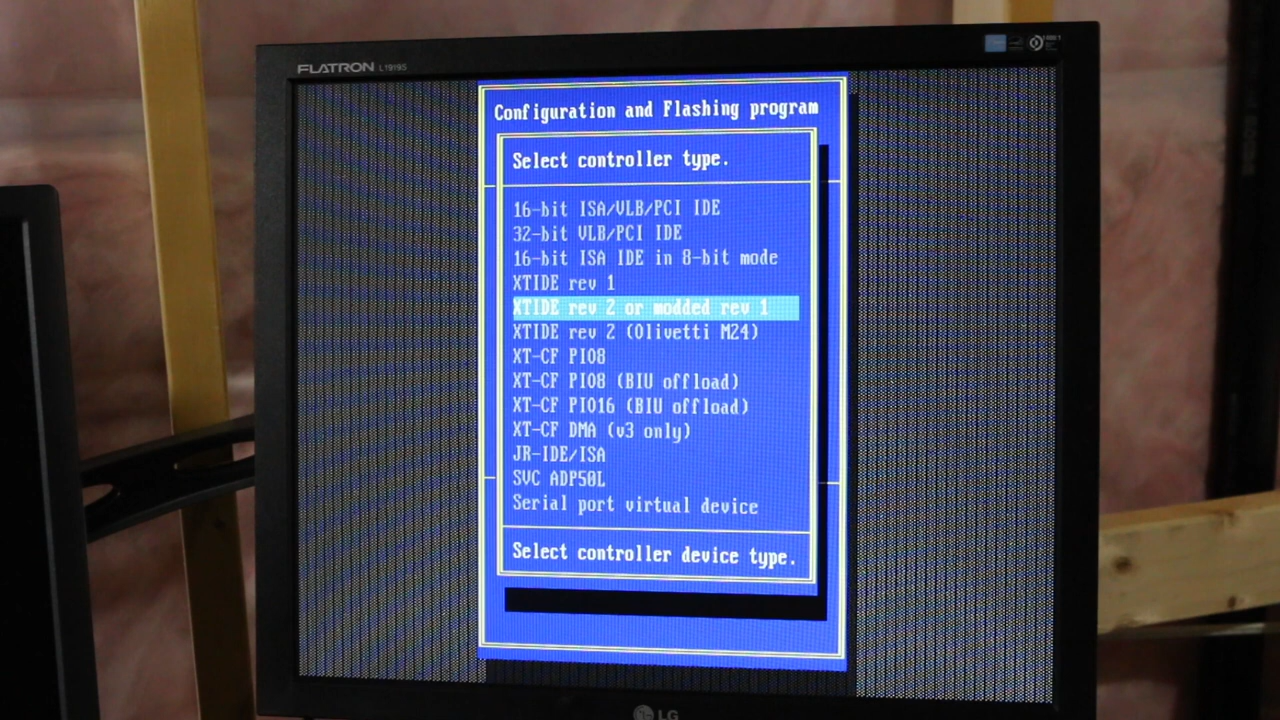 FLATRON L1919S
Configuration and Flashing program
Select controller type.
16-bit ISA/VLB/PCI IDE
32-bit VLB/PCI IDE
16-bit ISA IDE in 8-bit mode
XTIDE rev 1
XTIDE rev 2 or modded rev 1
XTIDE rev 2 (Olivetti M24)
XT-CF PIO8
XT-CF PIO8 (BIU offload)
XT-CF PIO16 (BIU offload)
XT-CF DMA (v3 only)
JR-IDE/ISA
SVC ADP50L
Serial port virtual device
Select controller device type.
LG